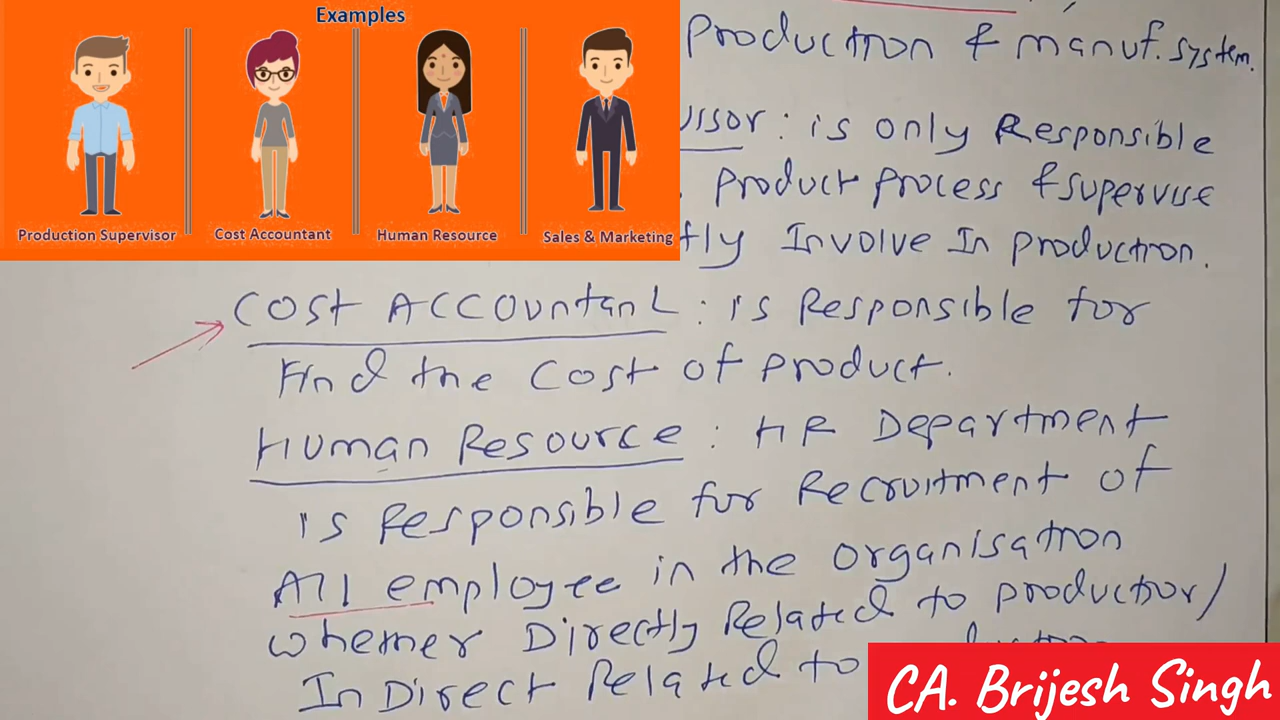 Examples
Production Supervisor
Cost Accountant
Human Resource
Sales & Marketing
Production & manuf. system.
: is only Responsible
Product process & supervise
Involve In production.
Cost Accountant : is Responsible for
Find the cost of product.
Human Resource : HR Department
is Responsible for Recruitment of
All employee in the organisation
whether Directly Related to production/
InDirect Related to
CA. Brijesh Singh